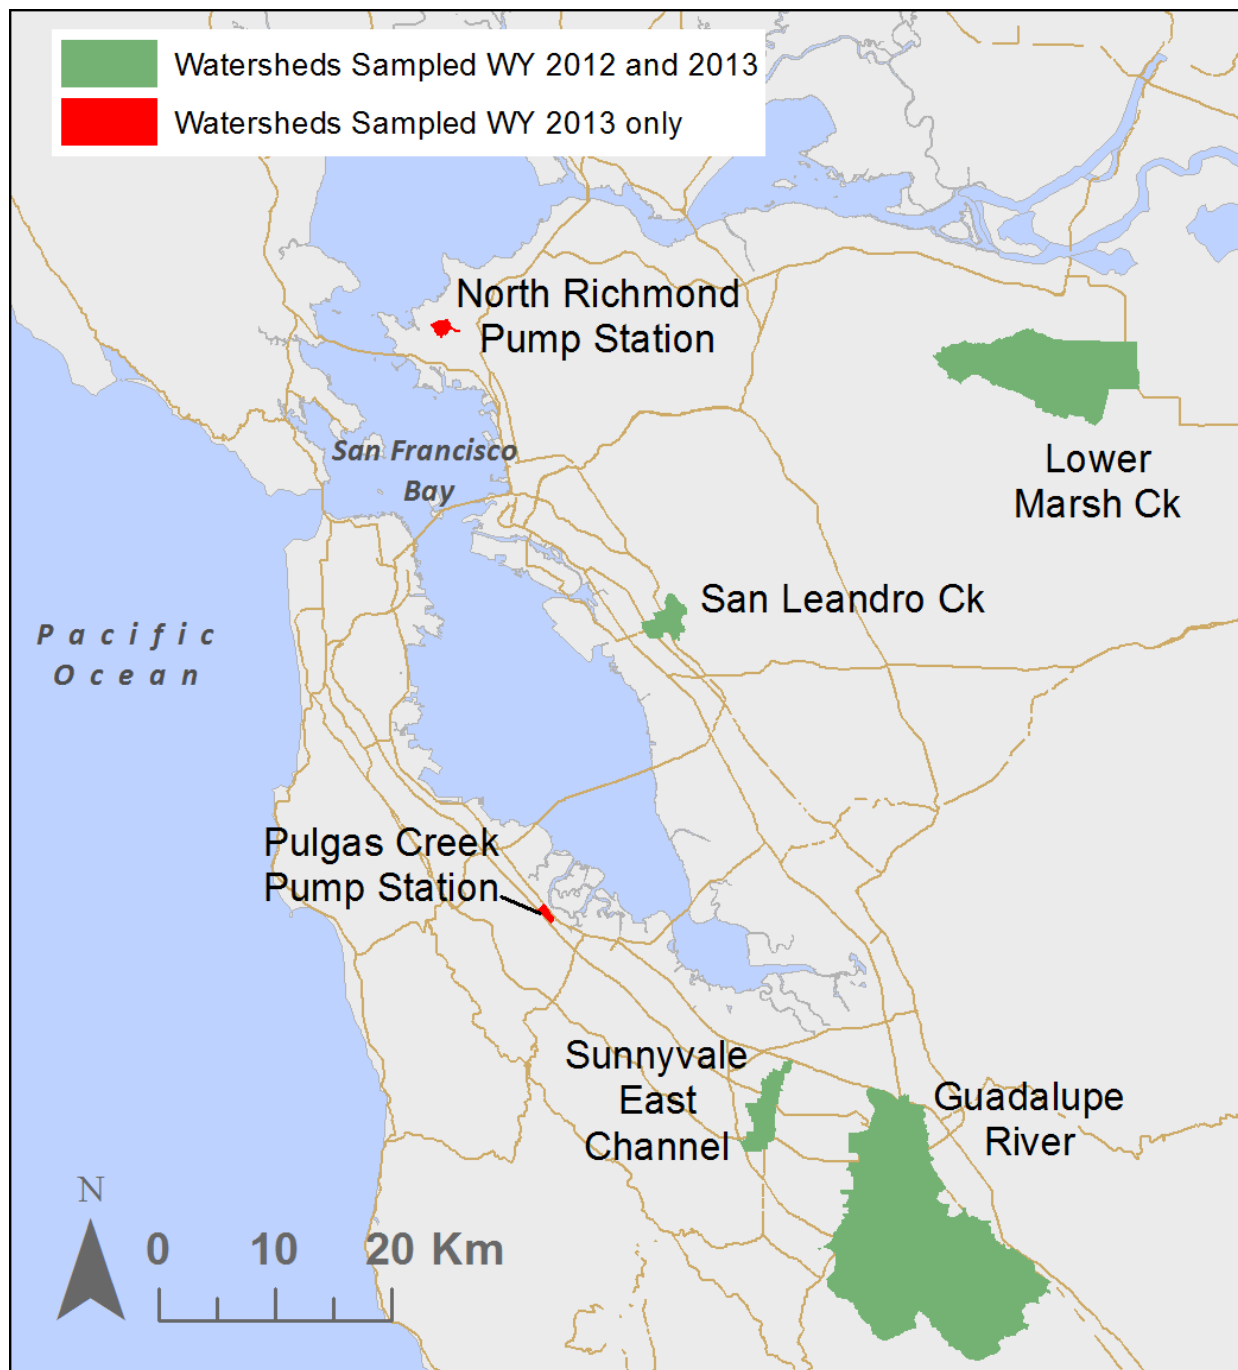 Watersheds Sampled WY 2012 and 2013
Watersheds Sampled WY 2013 only
North Richmond
Pump Station
San Francisco
Bay
Lower
Marsh Ck
San Leandro Ck
Pacific
Ocean
Pulgas Creek
Pump Station
Sunnyvale
East
Channel
Guadalupe
River
N
0 10 20 Km